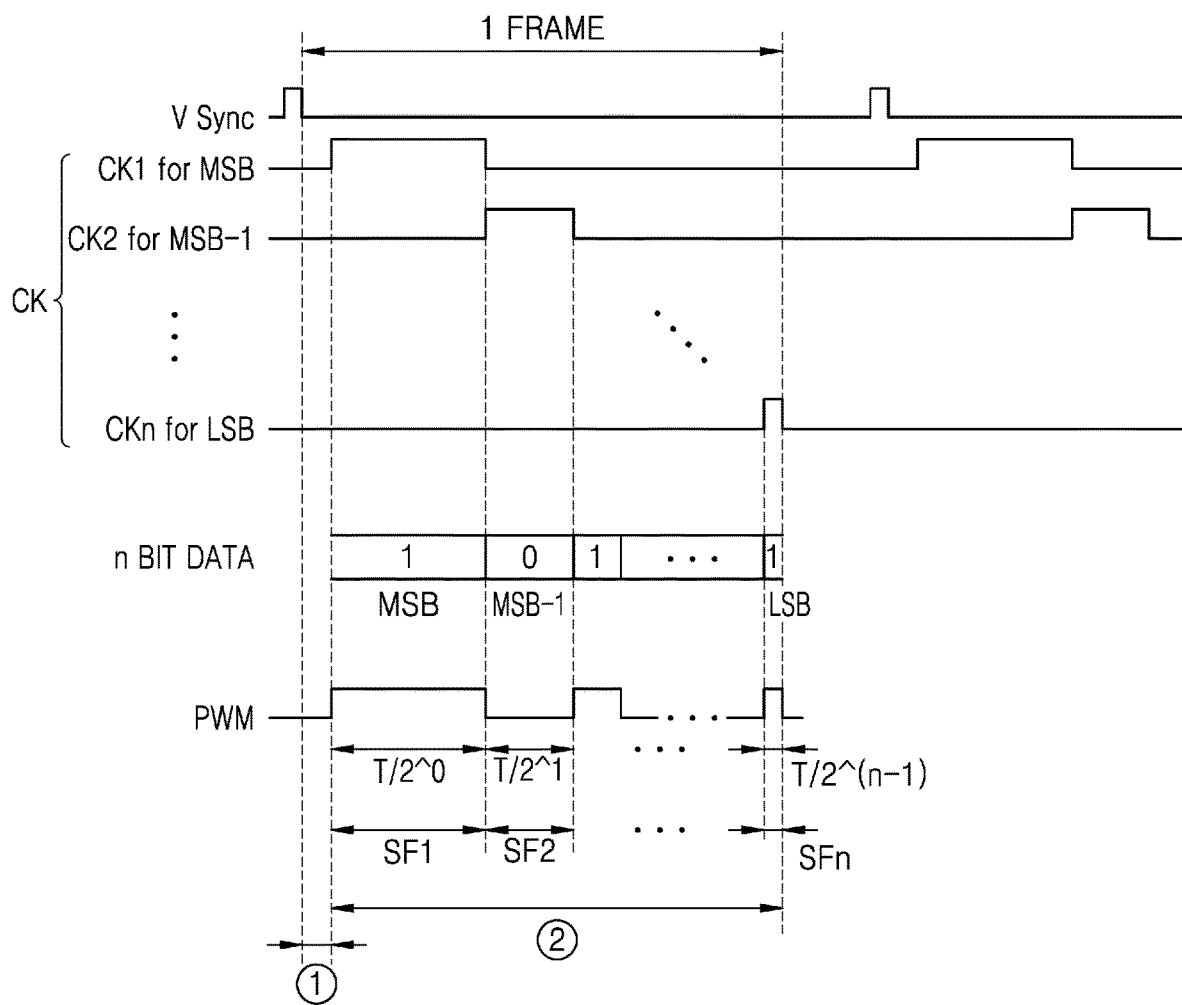 1 FRAME
V Sync
CK1 for MSB
CK2 for MSB-1
CK
CKn for LSB
n BIT DATA
1 0 1 · · · 1
MSB MSB-1 LSB
PWM
· · ·
T/2^0 T/2^1 · · · T/2^(n-1)
SF1 SF2 · · · SFn
②
①